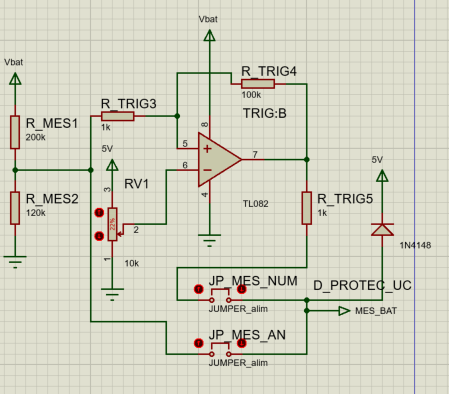 Vbat
Vbat
R_TRIG4
100k
R_TRIG3
1k
TRIG:B
R_MES1
200k
8
5
6
7
4
TL082
5V
RV1
3
22%
2
1
10k
R_MES2
120k
R_TRIG5
1k
5V
1N4148
D_PROTEC_UC
JP_MES_NUM
JUMPER_alim
MES_BAT
JP_MES_AN
JUMPER_alim